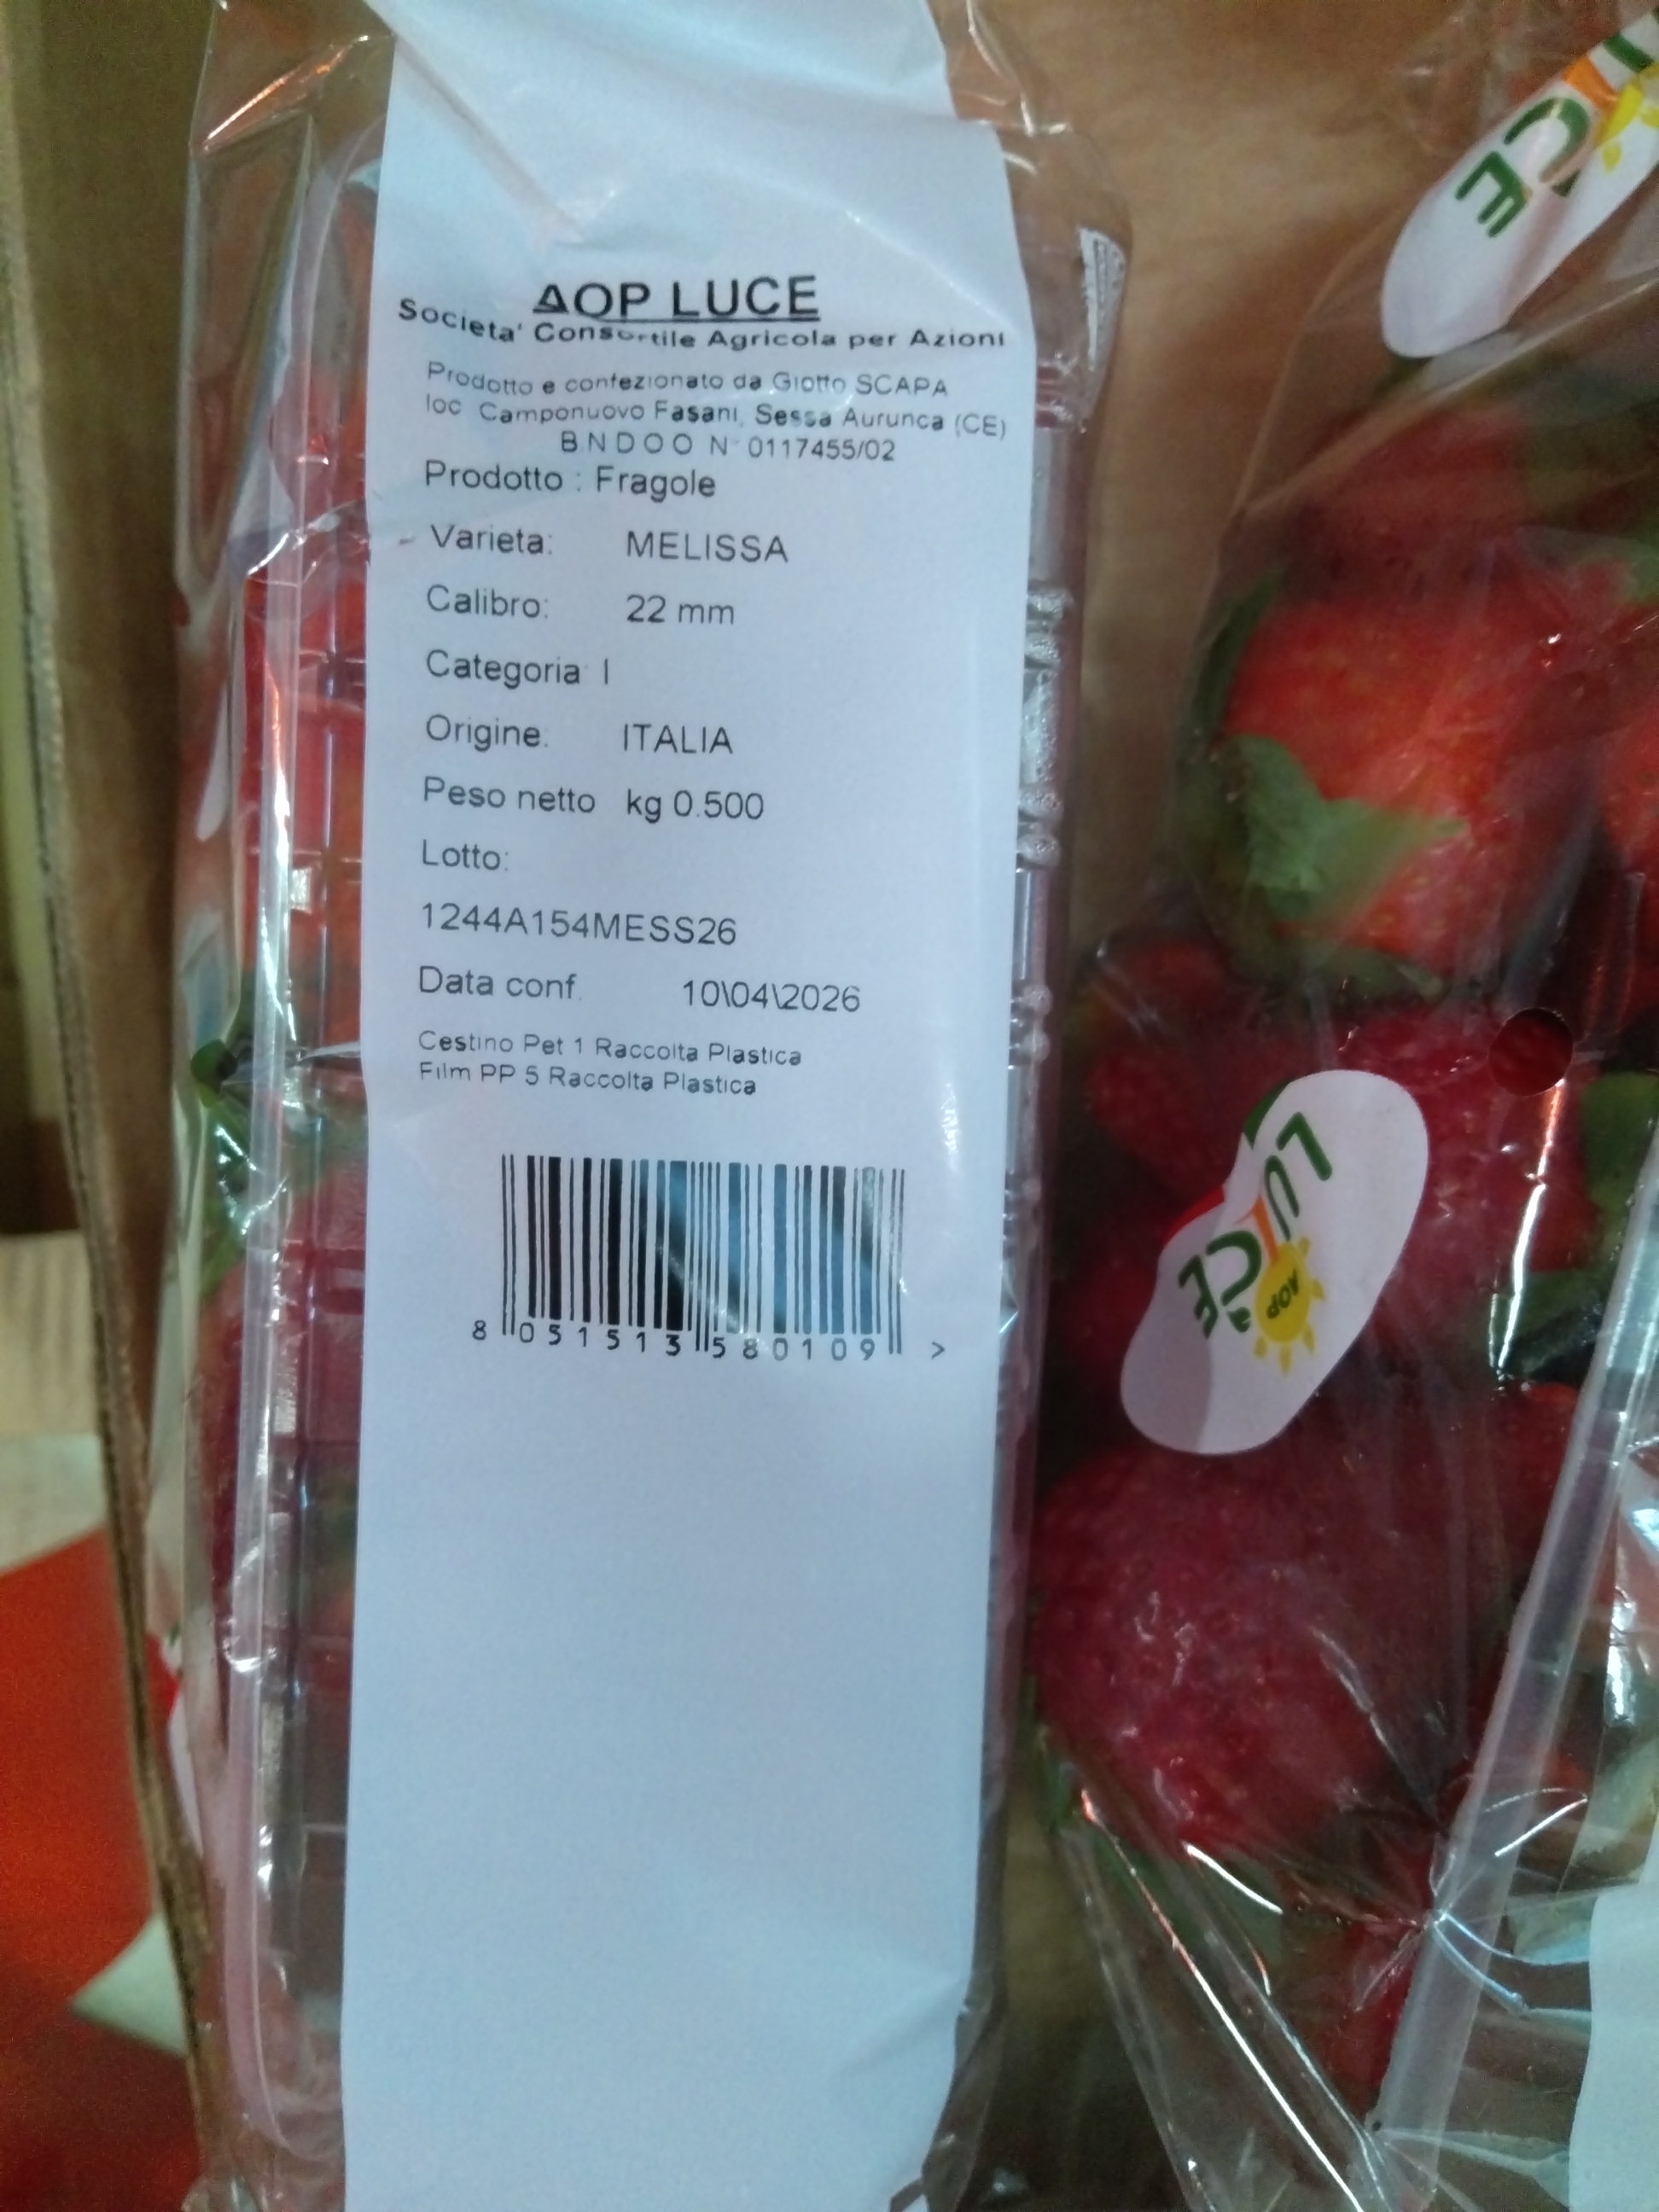 AOP LUCE
Societa' Consortile Agricola per Azioni
Prodotto e confezionato da Giotto SCAPA
loc Camponuovo Fasani, Sessa Aurunca (CE)
B.N.D.O.O N° 0117455/02
Prodotto : Fragole
Varieta: MELISSA
Calibro: 22 mm
Categoria I
Origine: ITALIA
Peso netto kg 0.500
Lotto:
1244A154MESS26
Data conf. 10\04\2026
Cestino Pet 1 Raccolta Plastica
Film PP 5 Raccolta Plastica
8 051513 580109 >
LUCE
AOP